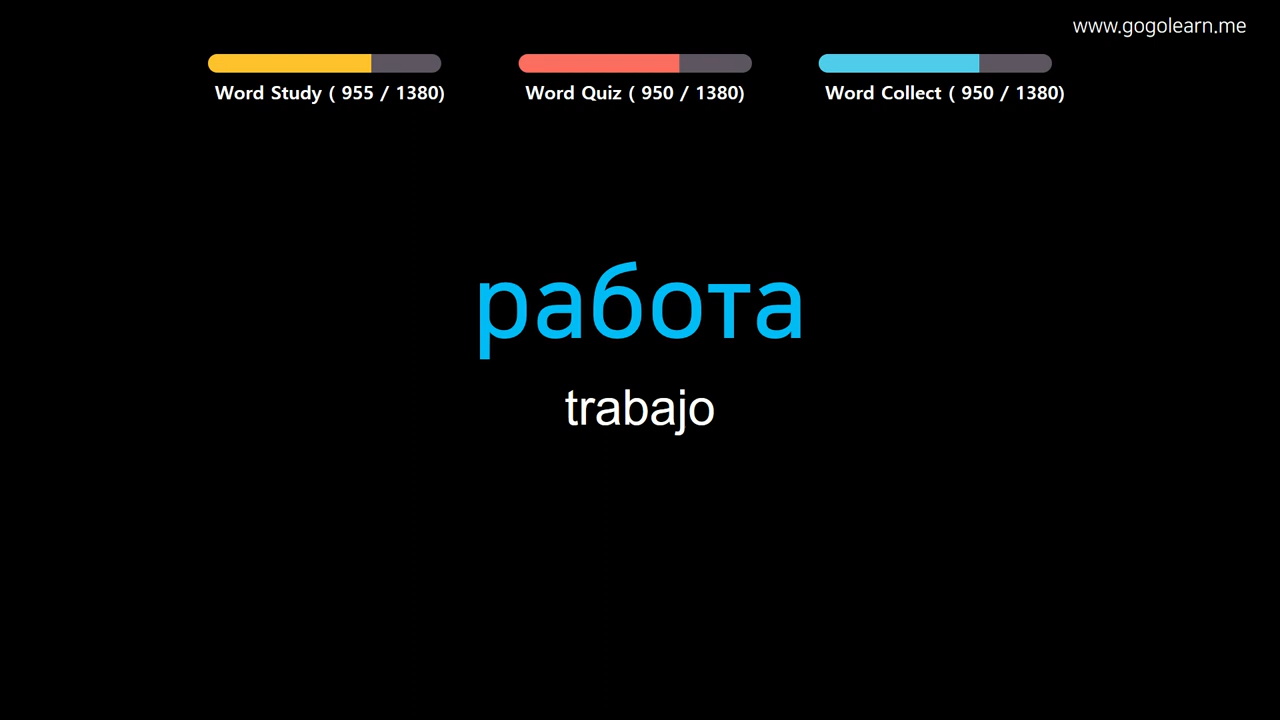 www.gogolearn.me
Word Study ( 955 / 1380)
Word Quiz ( 950 / 1380)
Word Collect ( 950 / 1380)
работа
trabajo